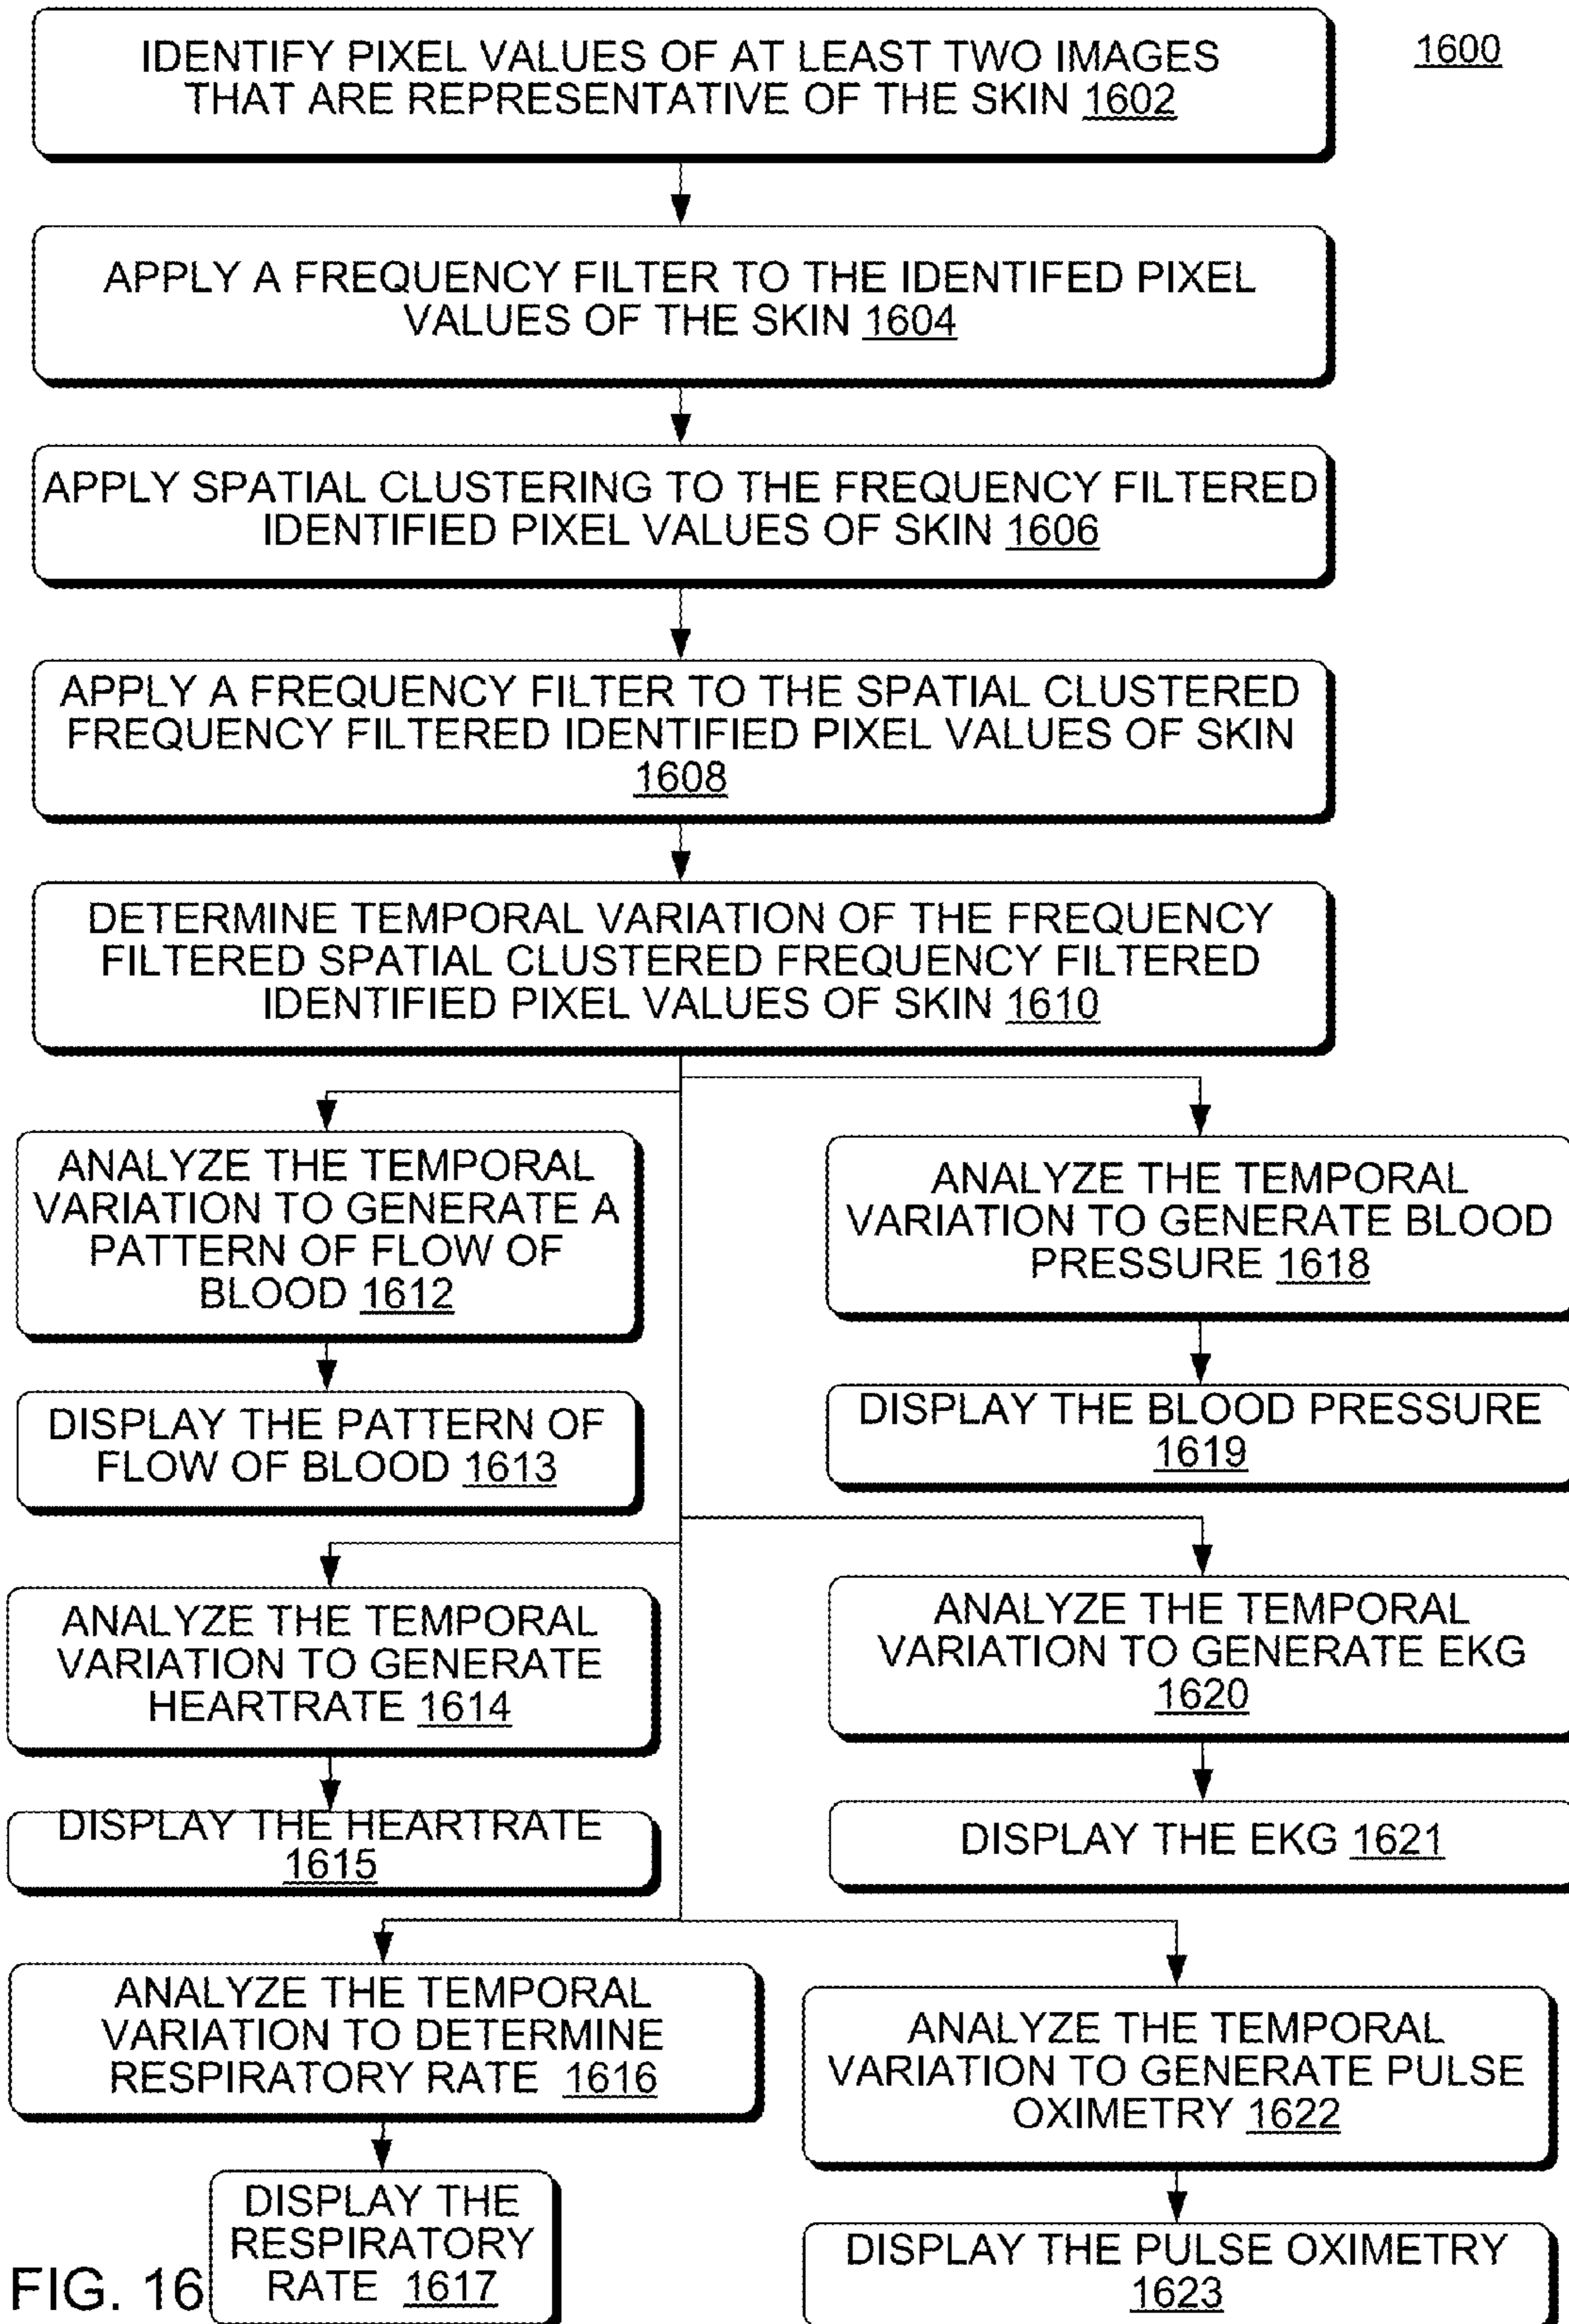 IDENTIFY PIXEL VALUES OF AT LEAST TWO IMAGES
THAT ARE REPRESENTATIVE OF THE SKIN 1602
1600
APPLY A FREQUENCY FILTER TO THE IDENTIFED PIXEL
VALUES OF THE SKIN 1604
APPLY SPATIAL CLUSTERING TO THE FREQUENCY FILTERED
IDENTIFIED PIXEL VALUES OF SKIN 1606
APPLY A FREQUENCY FILTER TO THE SPATIAL CLUSTERED
FREQUENCY FILTERED IDENTIFIED PIXEL VALUES OF SKIN
1608
DETERMINE TEMPORAL VARIATION OF THE FREQUENCY
FILTERED SPATIAL CLUSTERED FREQUENCY FILTERED
IDENTIFIED PIXEL VALUES OF SKIN 1610
ANALYZE THE TEMPORAL
VARIATION TO GENERATE A
PATTERN OF FLOW OF
BLOOD 1612
DISPLAY THE PATTERN OF
FLOW OF BLOOD 1613
ANALYZE THE TEMPORAL
VARIATION TO GENERATE BLOOD
PRESSURE 1618
DISPLAY THE BLOOD PRESSURE
1619
ANALYZE THE TEMPORAL
VARIATION TO GENERATE
HEARTRATE 1614
DISPLAY THE HEARTRATE
1615
ANALYZE THE TEMPORAL
VARIATION TO GENERATE EKG
1620
DISPLAY THE EKG 1621
ANALYZE THE TEMPORAL
VARIATION TO DETERMINE
RESPIRATORY RATE 1616
DISPLAY THE
RESPIRATORY
RATE 1617
ANALYZE THE TEMPORAL
VARIATION TO GENERATE PULSE
OXIMETRY 1622
DISPLAY THE PULSE OXIMETRY
1623
FIG. 16